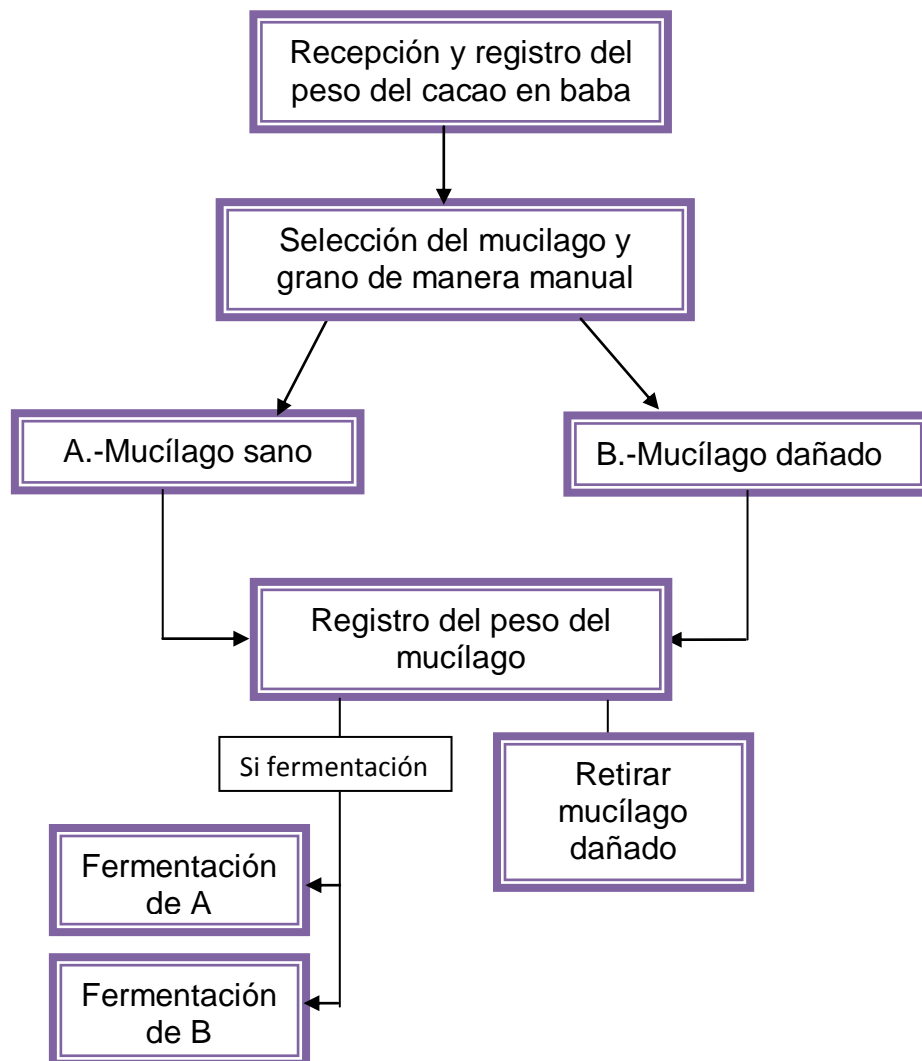 Recepción y registro del
peso del cacao en baba
Selección del mucilago y
grano de manera manual
A.-Mucílago sano
B.-Mucílago dañado
Registro del peso del
mucílago
Si fermentación
Retirar
mucílago
dañado
Fermentación
de A
Fermentación
de B